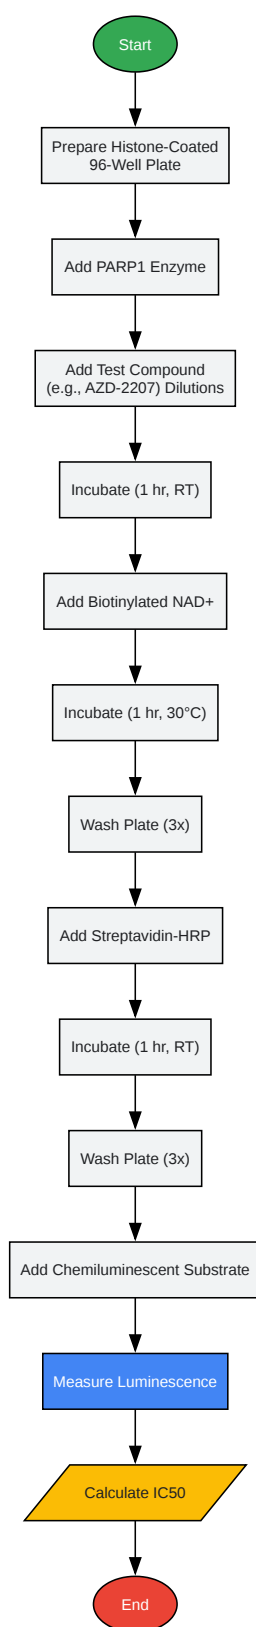 Start
Prepare Histone-Coated
96-Well Plate
Add PARP1 Enzyme
Add Test Compound
(e.g., AZD-2207) Dilutions
Incubate (1 hr, RT)
Add Biotinylated NAD+
Incubate (1 hr, 30°C)
Wash Plate (3x)
Add Streptavidin-HRP
Incubate (1 hr, RT)
Wash Plate (3x)
Add Chemiluminescent Substrate
Measure Luminescence
Calculate IC50
End